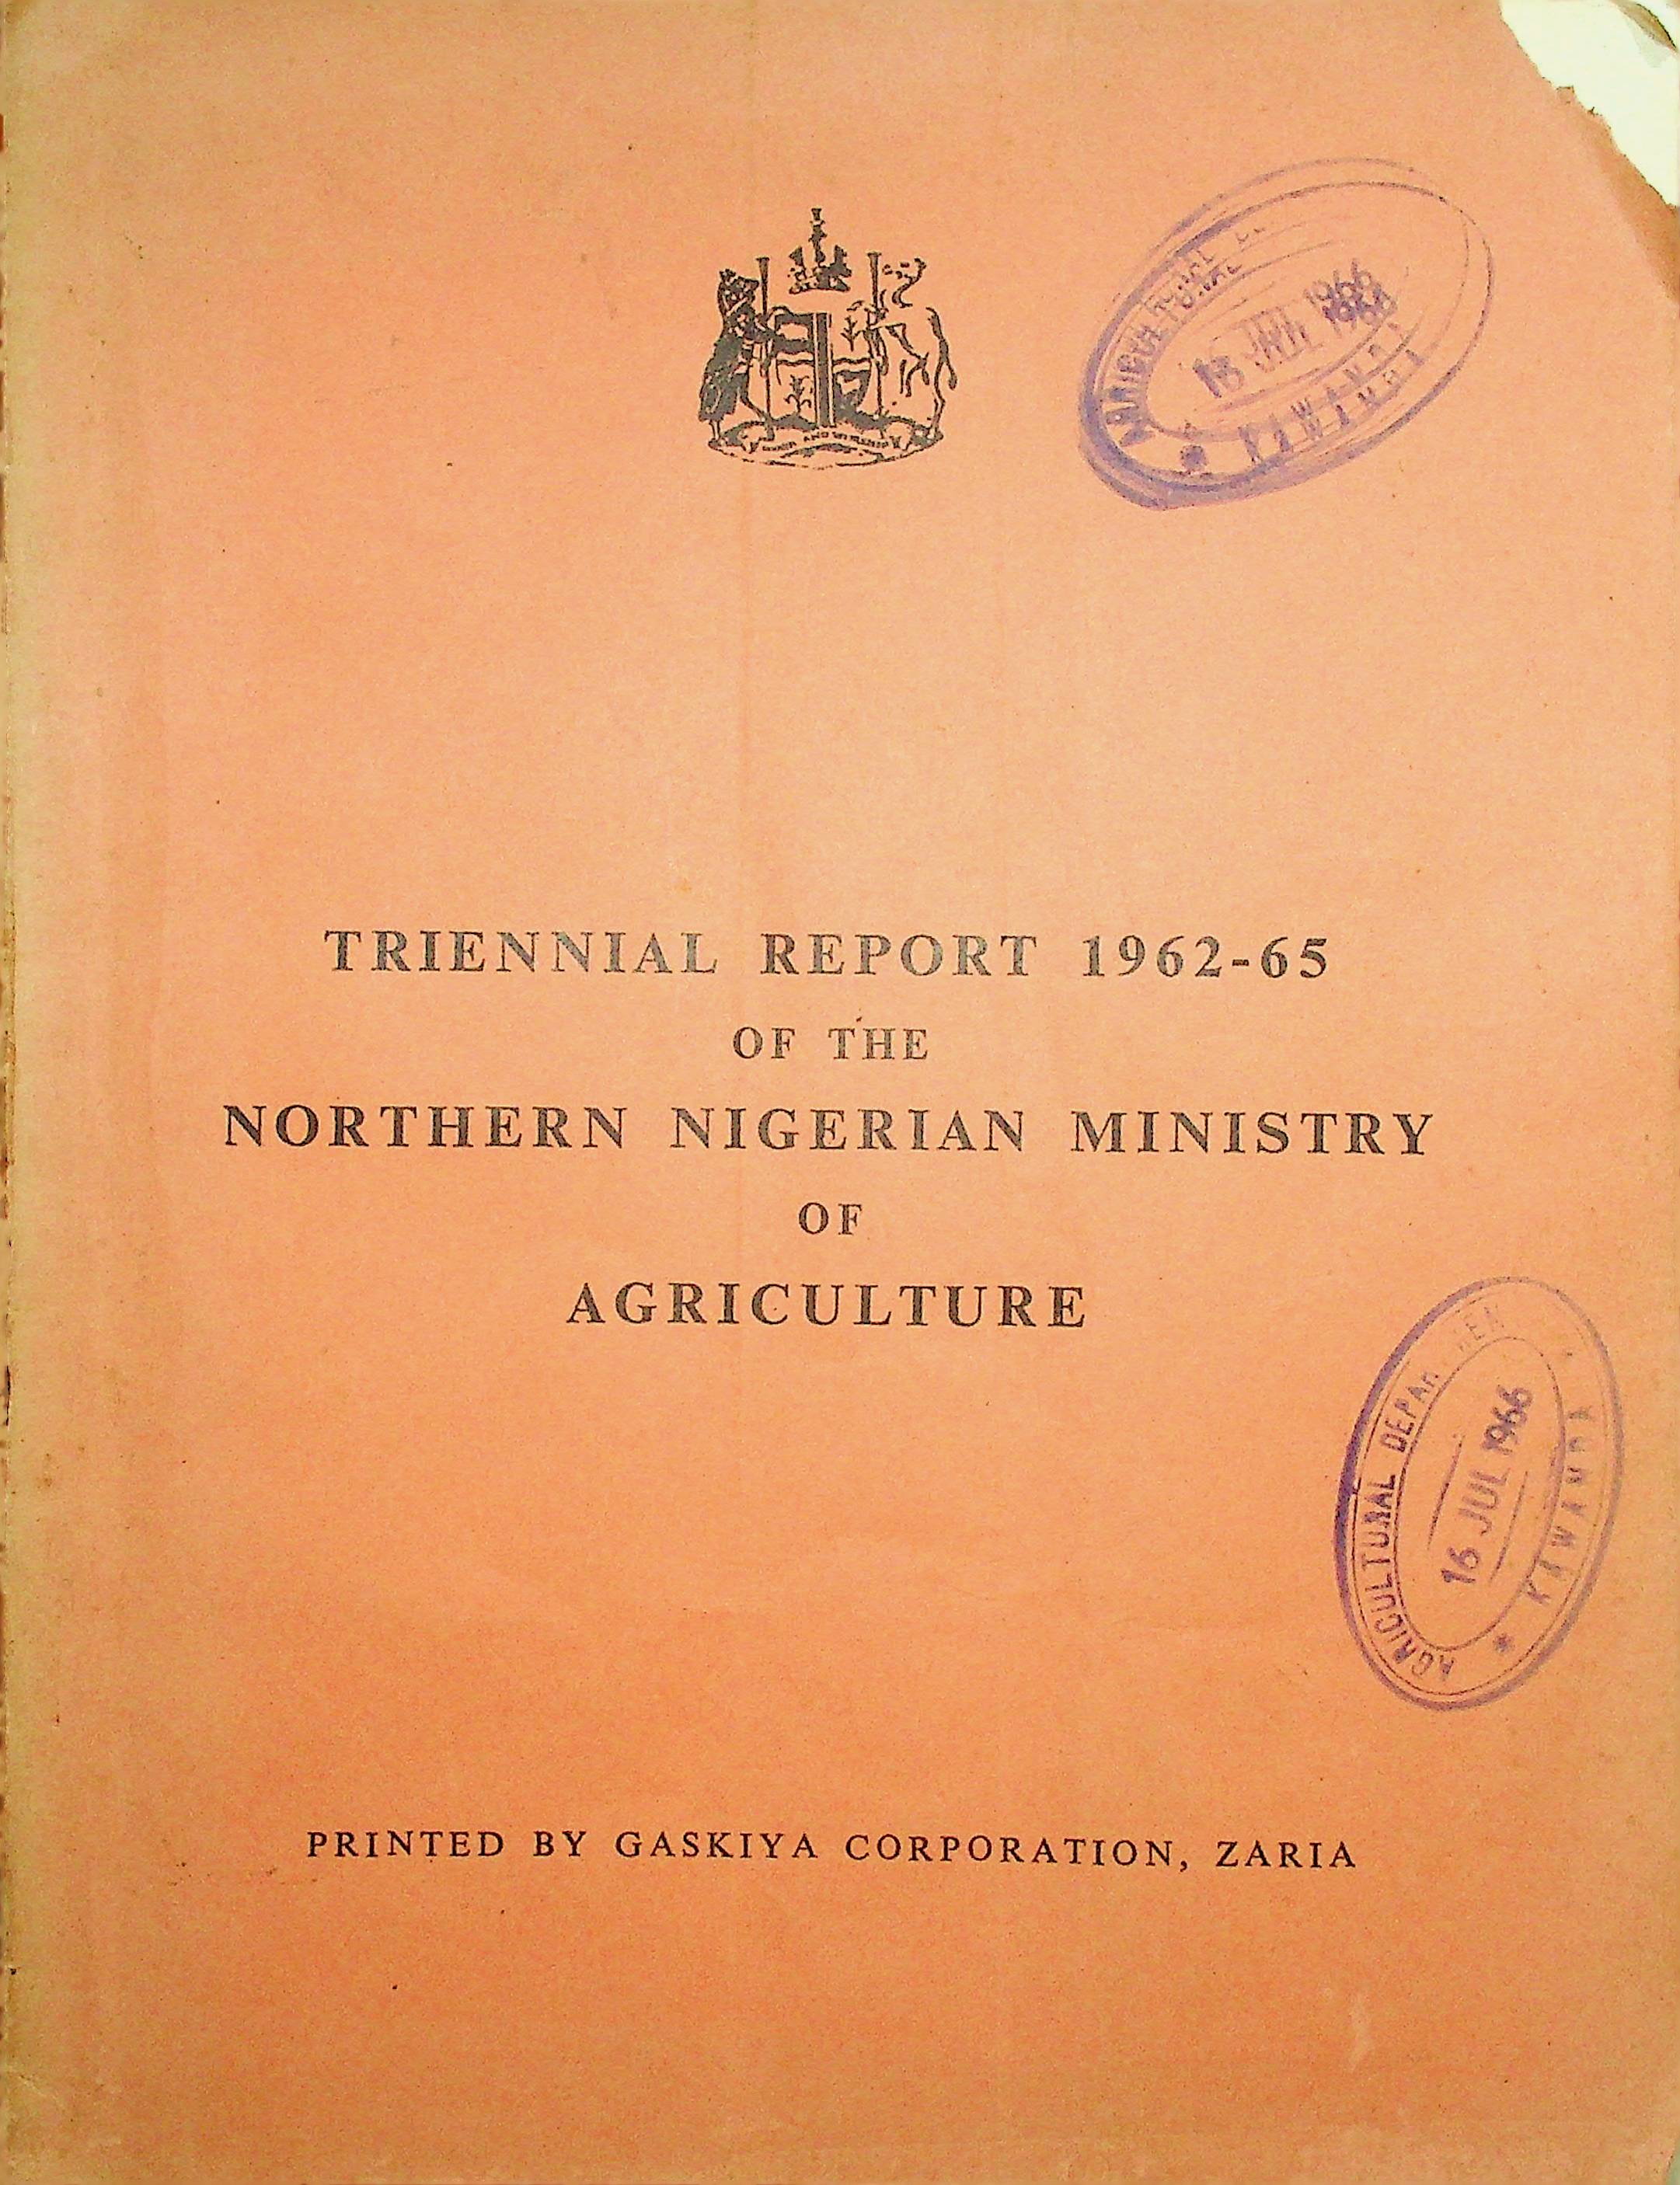 TRIENNIAL REPORT 1962-65
OF THE
NORTHERN NIGERIAN MINISTRY
OF
AGRICULTURE
AGRICULTURAL
16 JUL 1966
KAWAURI
PRINTED BY GASKIYA CORPORATION, ZARIA